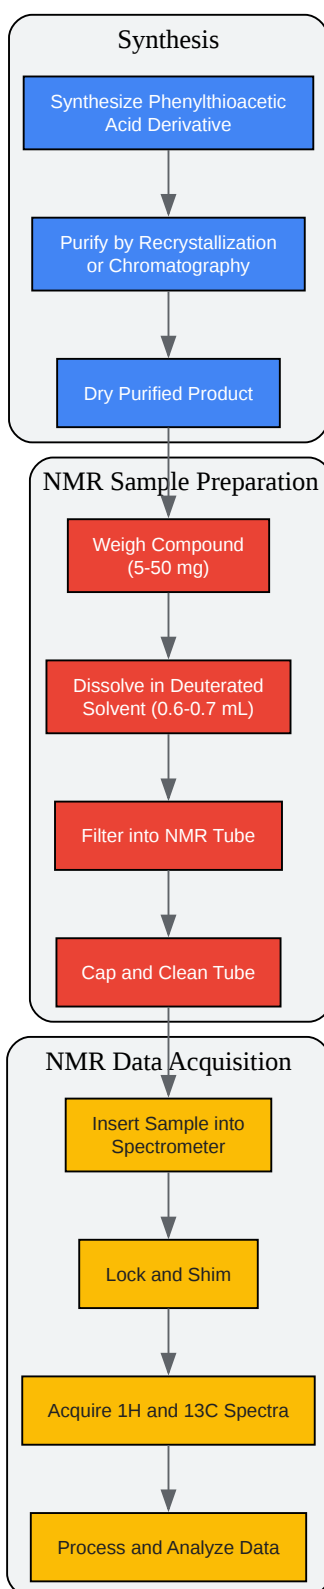 Synthesis
Synthesize Phenylthioacetic
Acid Derivative
Purify by Recrystallization
or Chromatography
Dry Purified Product
NMR Sample Preparation
Weigh Compound
(5-50 mg)
Dissolve in Deuterated
Solvent (0.6-0.7 mL)
Filter into NMR Tube
Cap and Clean Tube
NMR Data Acquisition
Insert Sample into
Spectrometer
Lock and Shim
Acquire 1H and 13C Spectra
Process and Analyze Data